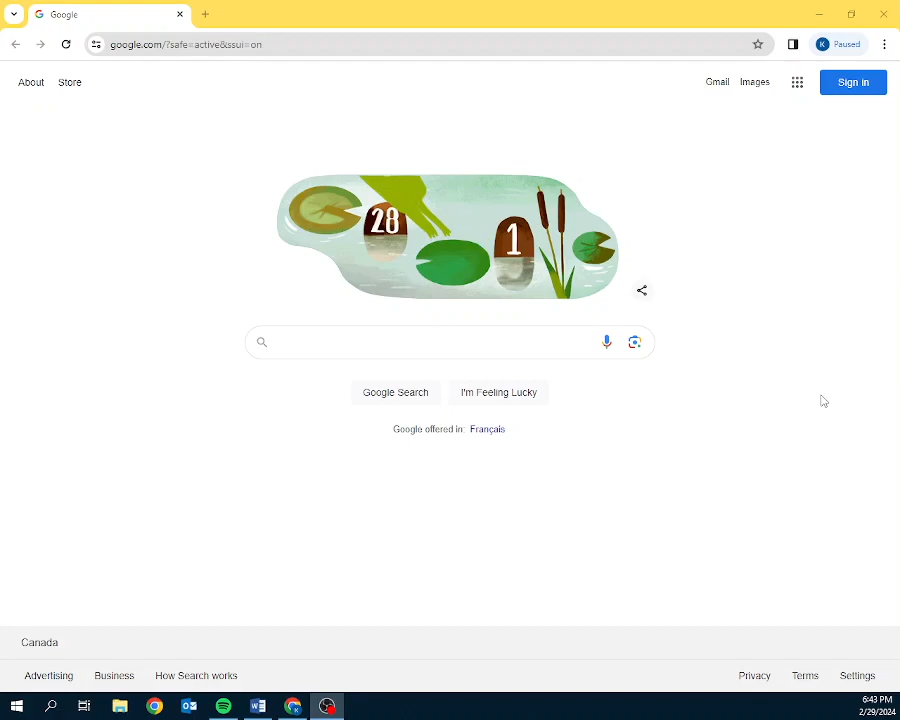 Google
google.com/?safe=active&ssui=on
K Paused
About Store
Gmail Images Sign in
28 1
Google Search I'm Feeling Lucky
Google offered in: Français
Canada
Advertising Business How Search works
Privacy Terms Settings
6:43 PM
2/29/2024